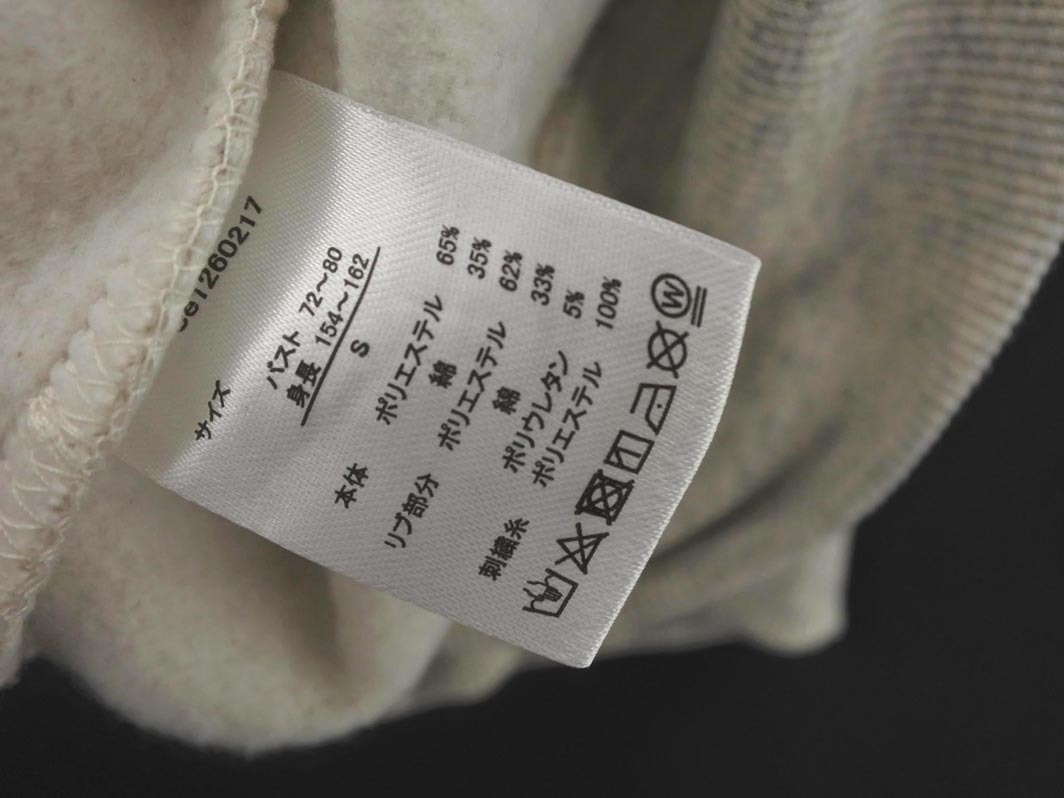 サイズ
バスト 72～80
身長 154～162
S
本体 ポリエステル 65%
綿 35%
リブ部分 ポリエステル 62%
綿 33%
ポリウレタン 5%
刺繍糸 ポリエステル 100%
W